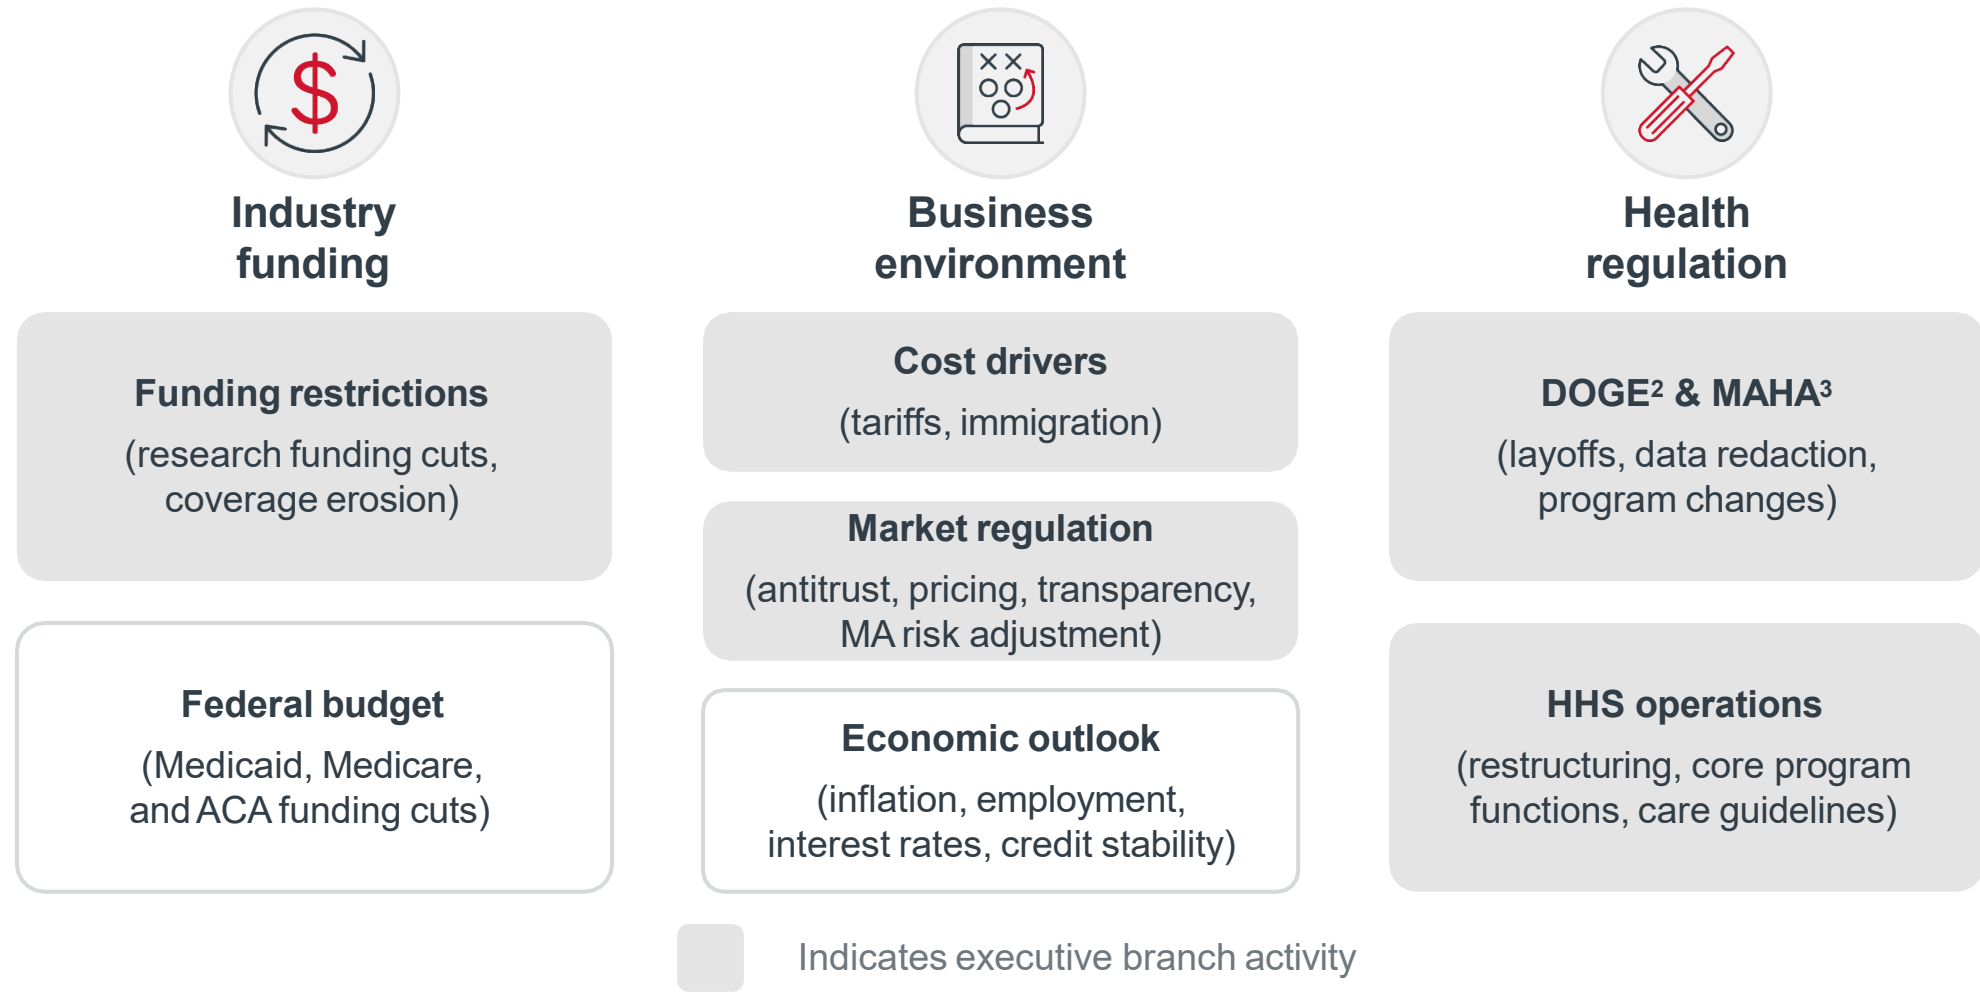 Industry
funding
Funding restrictions
(research funding cuts,
coverage erosion)
Federal budget
(Medicaid, Medicare,
and ACA funding cuts)
Business
environment
Cost drivers
(tariffs, immigration)
Market regulation
(antitrust, pricing, transparency,
MA risk adjustment)
Economic outlook
(inflation, employment,
interest rates, credit stability)
Health
regulation
DOGE² & MAHA³
(layoffs, data redaction,
program changes)
HHS operations
(restructuring, core program
functions, care guidelines)
Indicates executive branch activity